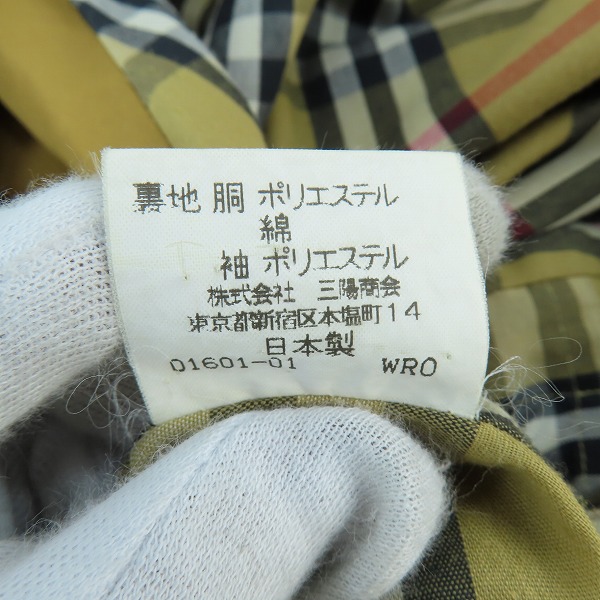 裏地 胴 ポリエステル
綿
袖 ポリエステル
株式会社 三陽商会
東京都新宿区本塩町14
日本製
01601-01 WRO